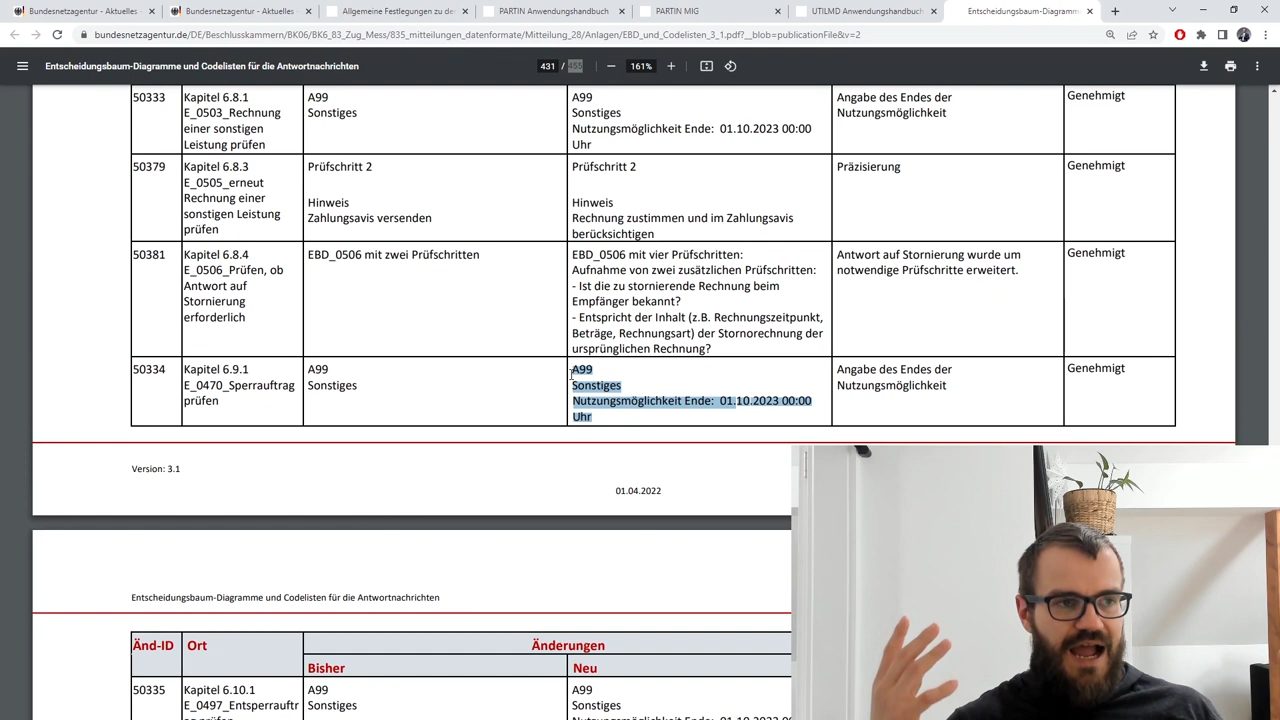 Bundesnetzagentur - Aktuelles -
Bundesnetzagentur - Aktuelles -
Allgemeine Festlegungen zu de
PARTIN Anwendungshandbuch
PARTIN MIG
UTILMD Anwendungshandbuch
Entscheidungsbaum-Diagramme
bundesnetzagentur.de/DE/Beschlusskammern/BK06/BK6_83_Zug_Mess/835_mitteilungen_datenformate/Mitteilung_28/Anlagen/EBD_und_Codelisten_3_1.pdf?__blob=publicationFile&v=2
Entscheidungsbaum-Diagramme und Codelisten für die Antwortnachrichten
431 / 455
161%
50333
Kapitel 6.8.1
E_0503_Rechnung
einer sonstigen
Leistung prüfen
A99
Sonstiges
A99
Sonstiges
Nutzungsmöglichkeit Ende: 01.10.2023 00:00
Uhr
Angabe des Endes der
Nutzungsmöglichkeit
Genehmigt
50379
Kapitel 6.8.3
E_0505_erneut
Rechnung einer
sonstigen Leistung
prüfen
Prüfschritt 2
Hinweis
Zahlungsavis versenden
Prüfschritt 2
Hinweis
Rechnung zustimmen und im Zahlungsavis
berücksichtigen
Präzisierung
Genehmigt
50381
Kapitel 6.8.4
E_0506_Prüfen, ob
Antwort auf
Stornierung
erforderlich
EBD_0506 mit zwei Prüfschritten
EBD_0506 mit vier Prüfschritten:
Aufnahme von zwei zusätzlichen Prüfschritten:
- Ist die zu stornierende Rechnung beim
Empfänger bekannt?
- Entspricht der Inhalt (z.B. Rechnungszeitpunkt,
Beträge, Rechnungsart) der Stornorechnung der
ursprünglichen Rechnung?
Antwort auf Stornierung wurde um
notwendige Prüfschritte erweitert.
Genehmigt
50334
Kapitel 6.9.1
E_0470_Sperrauftrag
prüfen
A99
Sonstiges
A99
Sonstiges
Nutzungsmöglichkeit Ende: 01.10.2023 00:00
Uhr
Angabe des Endes der
Nutzungsmöglichkeit
Genehmigt
Version: 3.1
01.04.2022
Entscheidungsbaum-Diagramme und Codelisten für die Antwortnachrichten
Änd-ID
Ort
Änderungen
Bisher
Neu
50335
Kapitel 6.10.1
E_0497_Entsperrauftr
ag prüfen
A99
Sonstiges
A99
Sonstiges